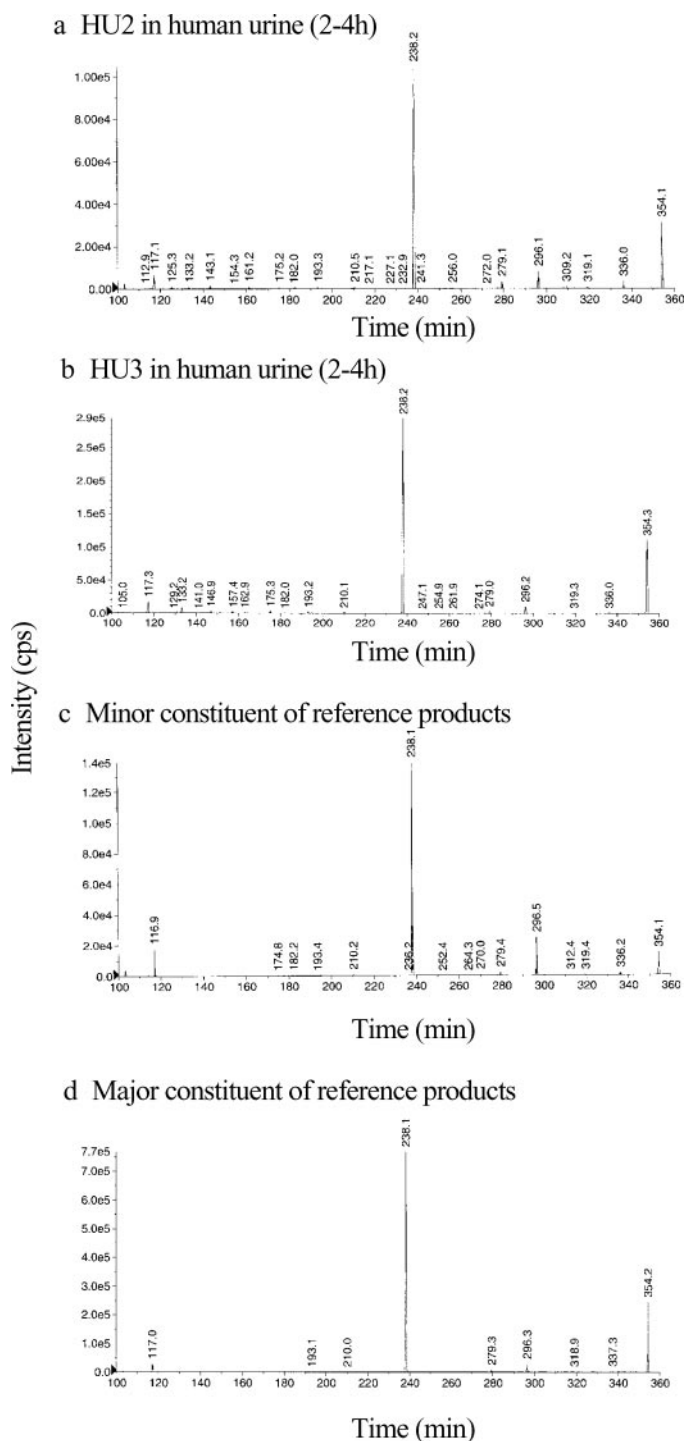 a HU2 in human urine (2-4h)
238.2
1.00e5
8.00e4
6.00e4
4.00e4
354.1
2.00e4
112.9 117.1 125.3 133.2 143.1 154.3 161.2 175.2 182.0 193.3 210.5 217.1 227.1 232.9 241.3 256.0 272.0 279.1 296.1 309.2 319.1 336.0
0.00
100 120 140 160 180 200 220 240 260 280 300 320 340 360
Time (min)
b HU3 in human urine (2-4h)
238.2
2.9e5
2.5e5
2.0e5
1.5e5
354.3
1.0e5
5.0e4
105.0 117.3 129.2 133.2 141.0 146.9 157.4 162.9 175.3 182.0 193.2 210.1 247.1 254.9 261.9 274.1 279.0 296.2 319.3 336.0
0.0
100 120 140 160 180 200 220 240 260 280 300 320 340 360
Time (min)
Intensity (cps)
c Minor constituent of reference products
238.1
1.4e5
1.2e5
1.0e5
8.0e4
6.0e4
4.0e4
2.0e4
116.9 174.8 182.2 193.4 210.2 236.2 252.4 264.3 270.0 279.4 296.5 312.4 319.4 336.2 354.1
0.0
100 120 140 160 180 200 220 240 260 280 300 320 340 360
Time (min)
d Major constituent of reference products
238.1
7.7e5
7.0e5
6.0e5
5.0e5
4.0e5
3.0e5
354.2
2.0e5
1.0e5
117.0 193.1 210.0 279.3 296.3 318.9 337.3
0.0
100 120 140 160 180 200 220 240 260 280 300 320 340 360
Time (min)